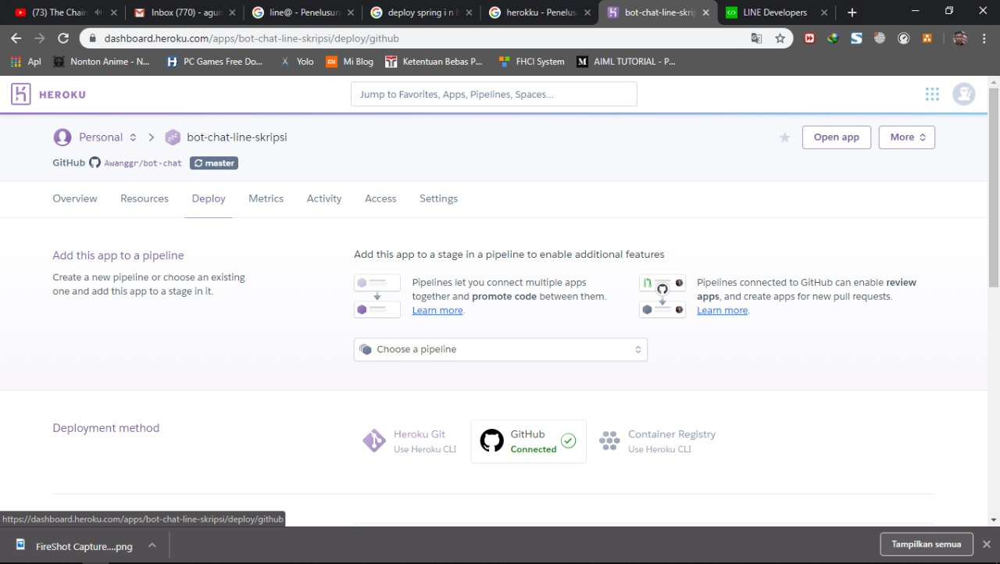 (73) The Chain
Inbox (770) - agun
line@ - Penelusura
deploy spring i n h
herokku - Penelus
bot-chat-line-skrip
LINE Developers
dashboard.heroku.com/apps/bot-chat-line-skripsi/deploy/github
Apl
Nonton Anime - N...
PC Games Free Do...
Yolo
Mi Blog
Ketentuan Bebas P...
FHCI System
AIML TUTORIAL - P...
HEROKU
Jump to Favorites, Apps, Pipelines, Spaces...
Personal
bot-chat-line-skripsi
Open app
More
GitHub Awanggr/bot-chat master
Overview
Resources
Deploy
Metrics
Activity
Access
Settings
Add this app to a pipeline
Create a new pipeline or choose an existing
one and add this app to a stage in it.
Add this app to a stage in a pipeline to enable additional features
Pipelines let you connect multiple apps
together and promote code between them.
Learn more.
Pipelines connected to GitHub can enable review
apps, and create apps for new pull requests.
Learn more.
Choose a pipeline
Deployment method
Heroku Git
Use Heroku CLI
GitHub
Connected
Container Registry
Use Heroku CLI
https://dashboard.heroku.com/apps/bot-chat-line-skripsi/deploy/github
FireShot Capture....png
Tampilkan semua